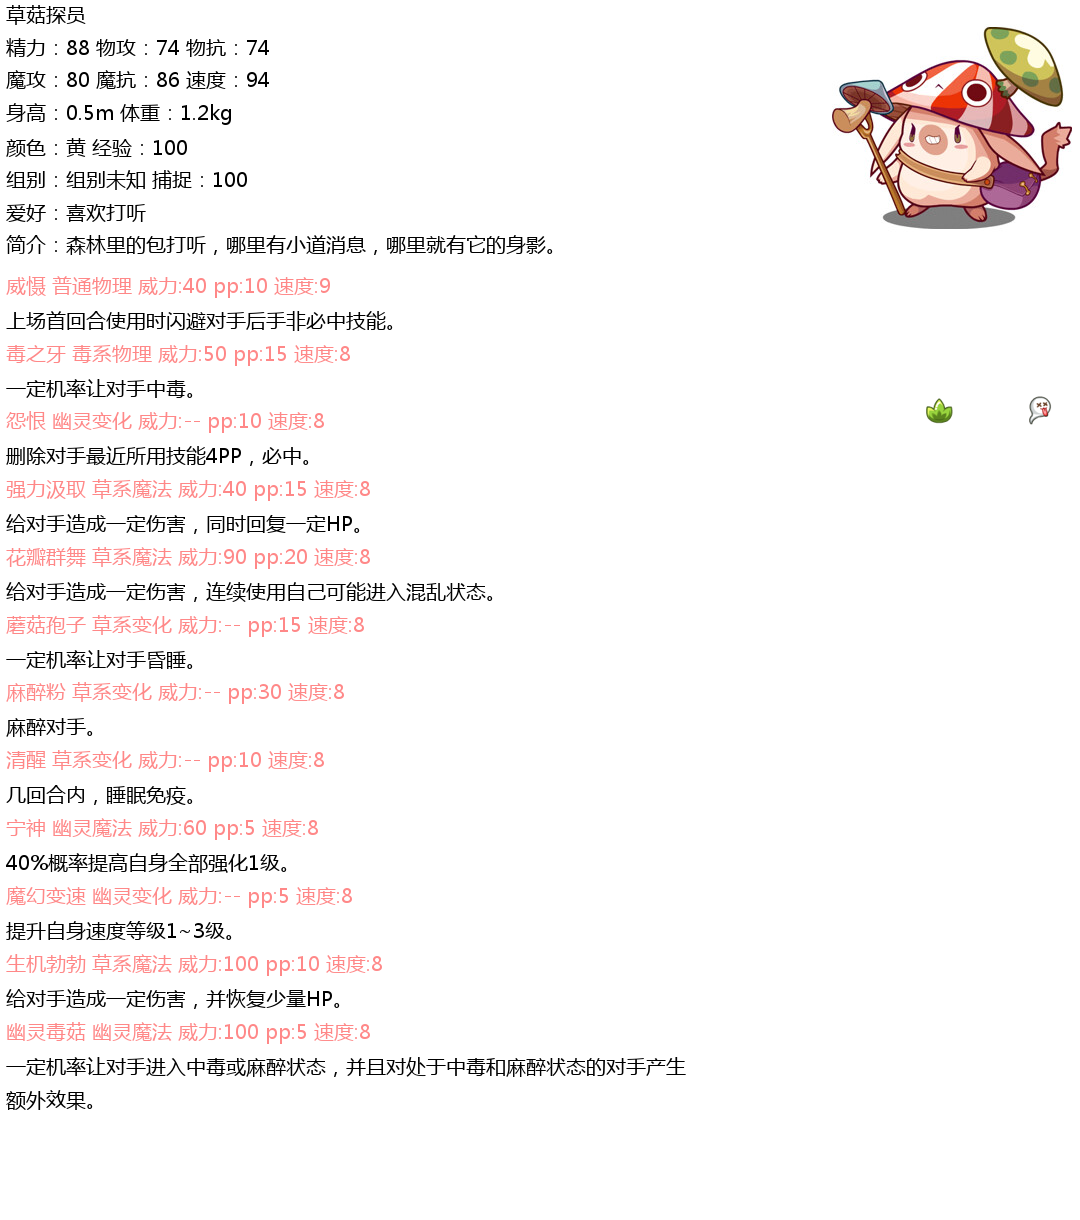 草菇探员
精力：88 物攻：74 物抗：74
魔攻：80 魔抗：86 速度：94
身高：0.5m 体重：1.2kg
颜色：黄 经验：100
组别：组别未知 捕捉：100
爱好：喜欢打听
简介：森林里的包打听，哪里有小道消息，哪里就有它的身影。
威慑 普通物理 威力:40 pp:10 速度:9
上场首回合使用时闪避对手后手非必中技能。
毒之牙 毒系物理 威力:50 pp:15 速度:8
一定机率让对手中毒。
怨恨 幽灵变化 威力:-- pp:10 速度:8
删除对手最近所用技能4PP，必中。
强力汲取 草系魔法 威力:40 pp:15 速度:8
给对手造成一定伤害，同时回复一定HP。
花瓣群舞 草系魔法 威力:90 pp:20 速度:8
给对手造成一定伤害，连续使用自己可能进入混乱状态。
蘑菇孢子 草系变化 威力:-- pp:15 速度:8
一定机率让对手昏睡。
麻醉粉 草系变化 威力:-- pp:30 速度:8
麻醉对手。
清醒 草系变化 威力:-- pp:10 速度:8
几回合内，睡眠免疫。
宁神 幽灵魔法 威力:60 pp:5 速度:8
40%概率提高自身全部强化1级。
魔幻变速 幽灵变化 威力:-- pp:5 速度:8
提升自身速度等级1~3级。
生机勃勃 草系魔法 威力:100 pp:10 速度:8
给对手造成一定伤害，并恢复少量HP。
幽灵毒菇 幽灵魔法 威力:100 pp:5 速度:8
一定机率让对手进入中毒或麻醉状态，并且对处于中毒和麻醉状态的对手产生
额外效果。